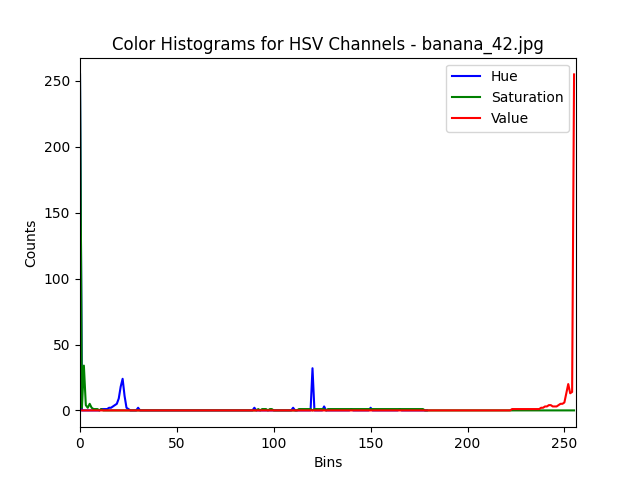 Color Histograms for HSV Channels - banana_42.jpg
Hue
Saturation
Value
Counts
250
200
150
100
50
0
0 50 100 150 200 250
Bins